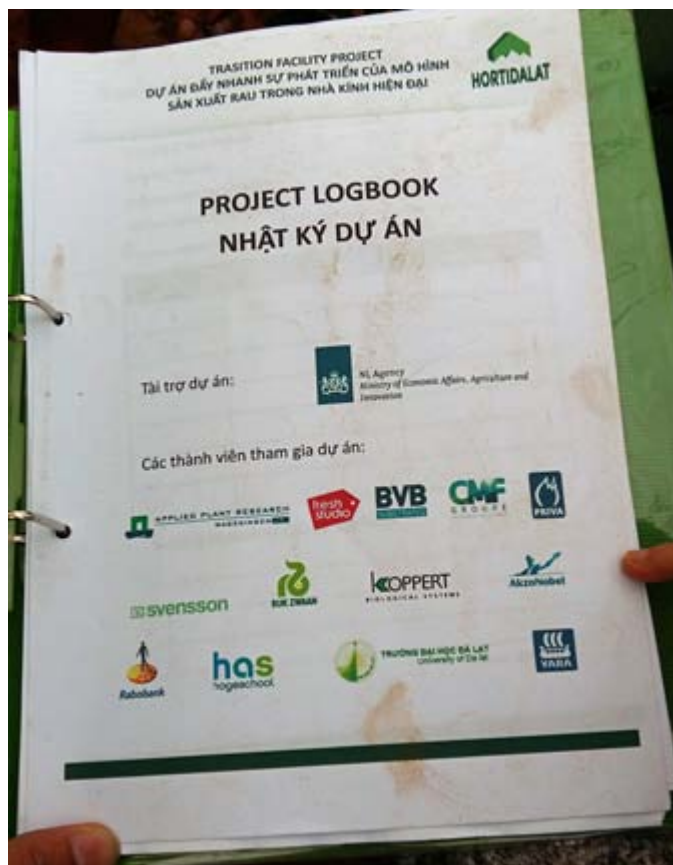 TRASITION FACILITY PROJECT
DỰ ÁN ĐẨY NHANH SỰ PHÁT TRIỂN CỦA MÔ HÌNH
SẢN XUẤT RAU TRONG NHÀ KÍNH HIỆN ĐẠI
HORTIDALAT
PROJECT LOGBOOK
NHẬT KÝ DỰ ÁN
Tài trợ dự án:
NL Agency
Ministry of Economic Affairs, Agriculture and
Innovation
Các thành viên tham gia dự án:
APPLIED PLANT RESEARCH
WAGENINGEN
fresh
studio
BVB
CMF
GROUPE
PRIVA
svensson
RIJK ZWAAN
KOPPERT
BIOLOGICAL SYSTEMS
AkzoNobel
Rabobank
has
hogeschool
TRƯỜNG ĐẠI HỌC ĐÀ LẠT
University of Da lat
YARA